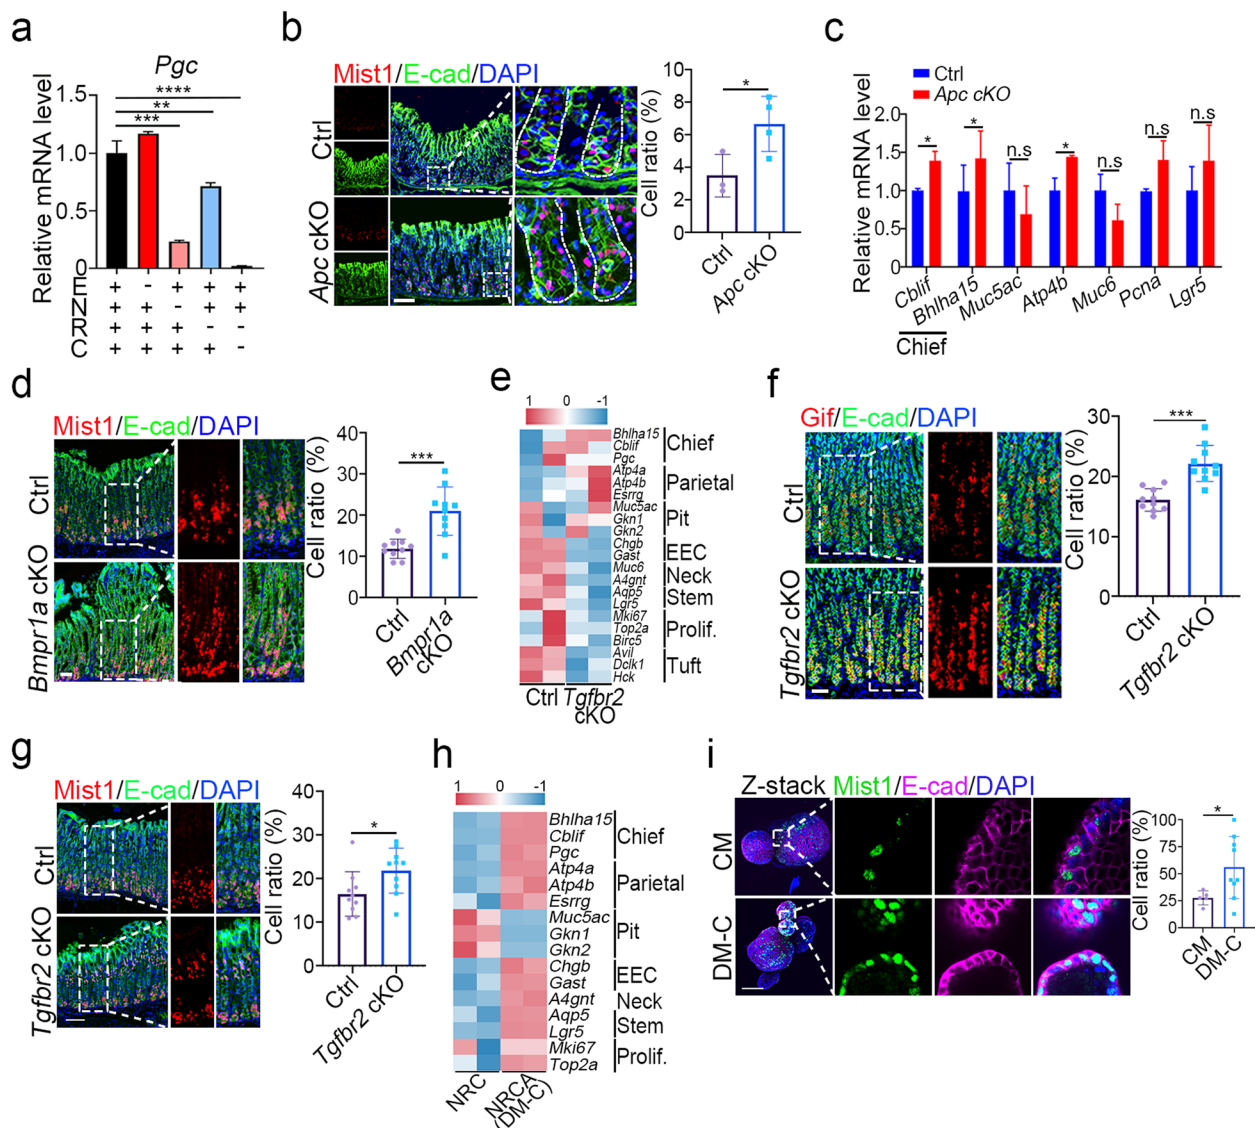 a
Pgc
Relative mRNA level
1.5
1.0
0.5
0
****
**
***
E + - + + +
N + + + - +
R + + + - -
C + + + + -
b
Mist1/E-cad/DAPI
Ctrl
Apc cKO
Cell ratio (%)
10
8
6
4
2
0
*
Ctrl
Apc cKO
c
Ctrl
Apc cKO
Relative mRNA level
2.0
1.5
1.0
0.5
0.0
* * n.s * n.s n.s n.s
Cblif Bhlha15 Muc5ac Atp4b Muc6 Pcna Lgr5
Chief
d
Mist1/E-cad/DAPI
Ctrl
Bmpr1a cKO
Cell ratio (%)
40
30
20
10
0
***
Ctrl
Bmpr1a
cKO
e
1 0 -1
Bhlha15
Cblif
Pgc
Chief
Atp4a
Atp4b
Esrrg
Parietal
Muc5ac
Gkn1
Gkn2
Pit
Chgb
Gast
EEC
Muc6
A4gnt
Neck
Aqp5
Lgr5
Stem
Mki67
Top2a
Birc5
Prolif.
Avil
Dclk1
Hck
Tuft
Ctrl Tgfbr2
cKO
f
Gif/E-cad/DAPI
Ctrl
Tgfbr2 cKO
Cell ratio (%)
30
20
10
0
***
Ctrl
Tgfbr2 cKO
g
Mist1/E-cad/DAPI
Ctrl
Tgfbr2 cKO
Cell ratio (%)
40
30
20
10
0
*
Ctrl
Tgfbr2 cKO
h
1 0 -1
Bhlha15
Cblif
Pgc
Chief
Atp4a
Atp4b
Esrrg
Parietal
Muc5ac
Gkn1
Gkn2
Pit
Chgb
Gast
EEC
A4gnt
Neck
Aqp5
Lgr5
Stem
Mki67
Top2a
Prolif.
NRC
NRCA
(DM-C)
i
Z-stack Mist1/E-cad/DAPI
CM
DM-C
Cell ratio (%)
100
75
50
25
0
*
CM
DM-C